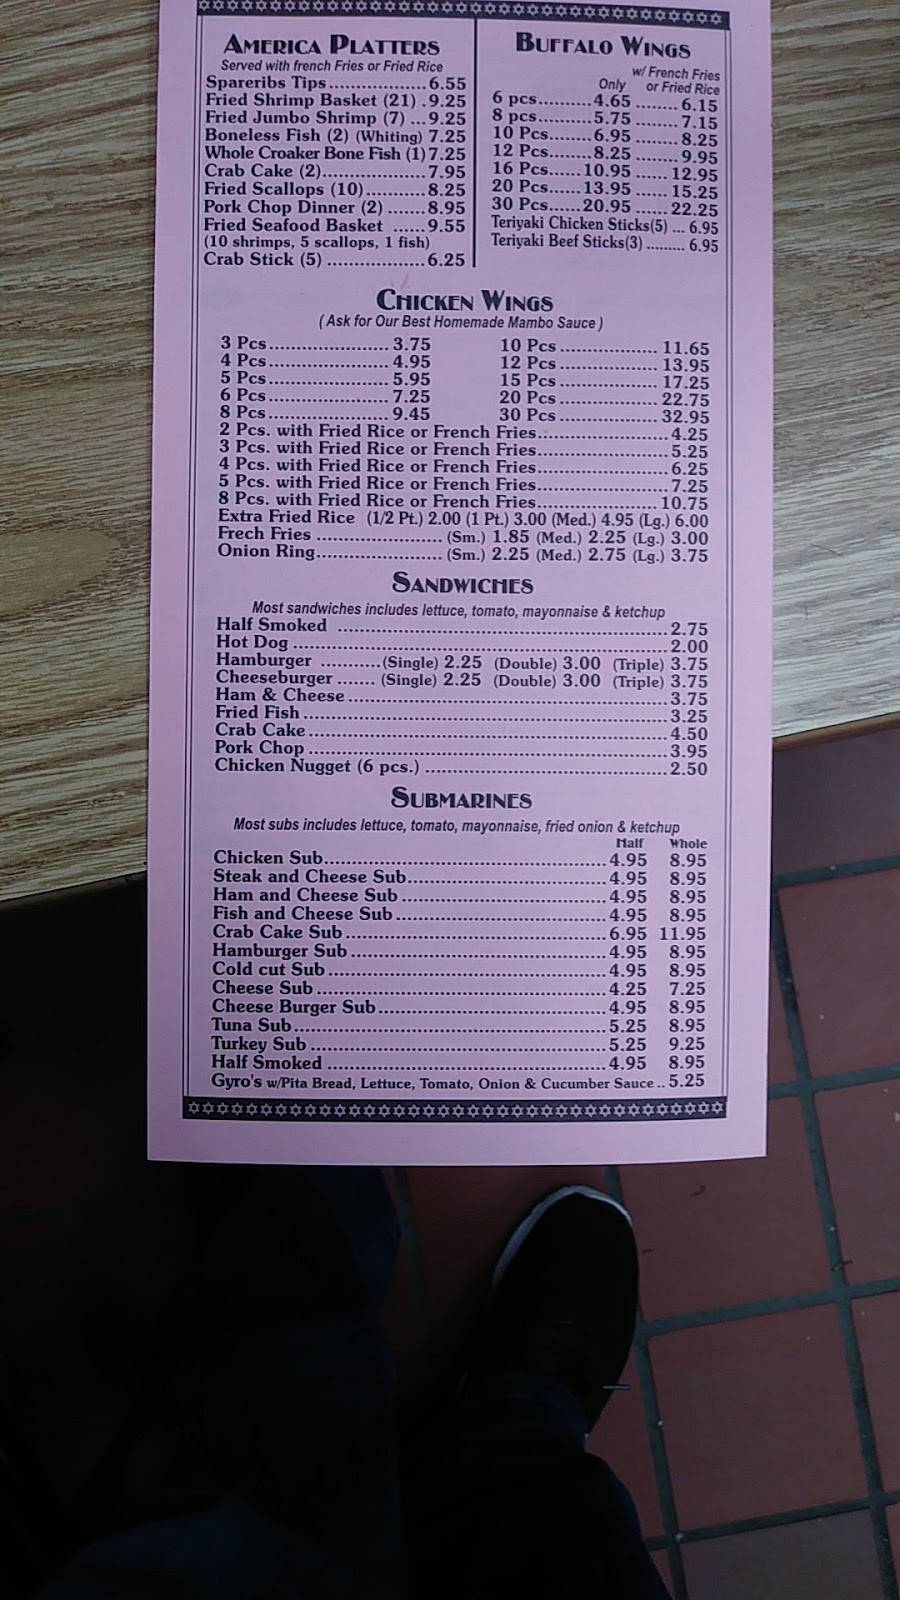 AMERICA PLATTERS
Served with french Fries or Fried Rice
Spareribs Tips..................6.55
Fried Shrimp Basket (21) .9.25
Fried Jumbo Shrimp (7) ...9.25
Boneless Fish (2) (Whiting) 7.25
Whole Croaker Bone Fish (1)7.25
Crab Cake (2)...................7.95
Fried Scallops (10)...........8.25
Pork Chop Dinner (2) .......8.95
Fried Seafood Basket ......9.55
(10 shrimps, 5 scallops, 1 fish)
Crab Stick (5) ..................6.25
BUFFALO WINGS
w/ French Fries
Only or Fried Rice
6 pcs..........4.65 ........6.15
8 pcs..........5.75 ........7.15
10 Pcs........6.95 ........8.25
12 Pcs........8.25 ........9.95
16 Pcs......10.95 ......12.95
20 Pcs......13.95 ......15.25
30 Pcs......20.95 ......22.25
Teriyaki Chicken Sticks(5) ... 6.95
Teriyaki Beef Sticks(3) ......... 6.95
CHICKEN WINGS
( Ask for Our Best Homemade Mambo Sauce )
3 Pcs...................... 3.75
4 Pcs...................... 4.95
5 Pcs...................... 5.95
6 Pcs...................... 7.25
8 Pcs...................... 9.45
10 Pcs .................. 11.65
12 Pcs .................. 13.95
15 Pcs .................. 17.25
20 Pcs .................. 22.75
30 Pcs .................. 32.95
2 Pcs. with Fried Rice or French Fries........................4.25
3 Pcs. with Fried Rice or French Fries........................5.25
4 Pcs. with Fried Rice or French Fries........................6.25
5 Pcs. with Fried Rice or French Fries........................7.25
8 Pcs. with Fried Rice or French Fries...................... 10.75
Extra Fried Rice (1/2 Pt.) 2.00 (1 Pt.) 3.00 (Med.) 4.95 (Lg.) 6.00
Frech Fries ....................... (Sm.) 1.85 (Med.) 2.25 (Lg.) 3.00
Onion Ring....................... (Sm.) 2.25 (Med.) 2.75 (Lg.) 3.75
SANDWICHES
Most sandwiches includes lettuce, tomato, mayonnaise & ketchup
Half Smoked .............................................................2.75
Hot Dog ....................................................................2.00
Hamburger ...........(Single) 2.25 (Double) 3.00 (Triple) 3.75
Cheeseburger ....... (Single) 2.25 (Double) 3.00 (Triple) 3.75
Ham & Cheese ...........................................................3.75
Fried Fish ...................................................................3.25
Crab Cake..................................................................4.50
Pork Chop ..................................................................3.95
Chicken Nugget (6 pcs.) ............................................2.50
SUBMARINES
Most subs includes lettuce, tomato, mayonnaise, fried onion & ketchup
Half Whole
Chicken Sub....................................................4.95 8.95
Steak and Cheese Sub.....................................4.95 8.95
Ham and Cheese Sub ......................................4.95 8.95
Fish and Cheese Sub .......................................4.95 8.95
Crab Cake Sub ................................................6.95 11.95
Hamburger Sub ...............................................4.95 8.95
Cold cut Sub ...................................................4.95 8.95
Cheese Sub .....................................................4.25 7.25
Cheese Burger Sub..........................................4.95 8.95
Tuna Sub.........................................................5.25 8.95
Turkey Sub ......................................................5.25 9.25
Half Smoked ...................................................4.95 8.95
Gyro's w/Pita Bread, Lettuce, Tomato, Onion & Cucumber Sauce .. 5.25